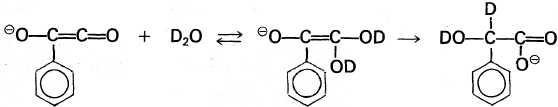 ⊖O—C=C=O + D₂O ⇌ ⊖O—C=C—OD → DO—C—C=O
OD D O⊖